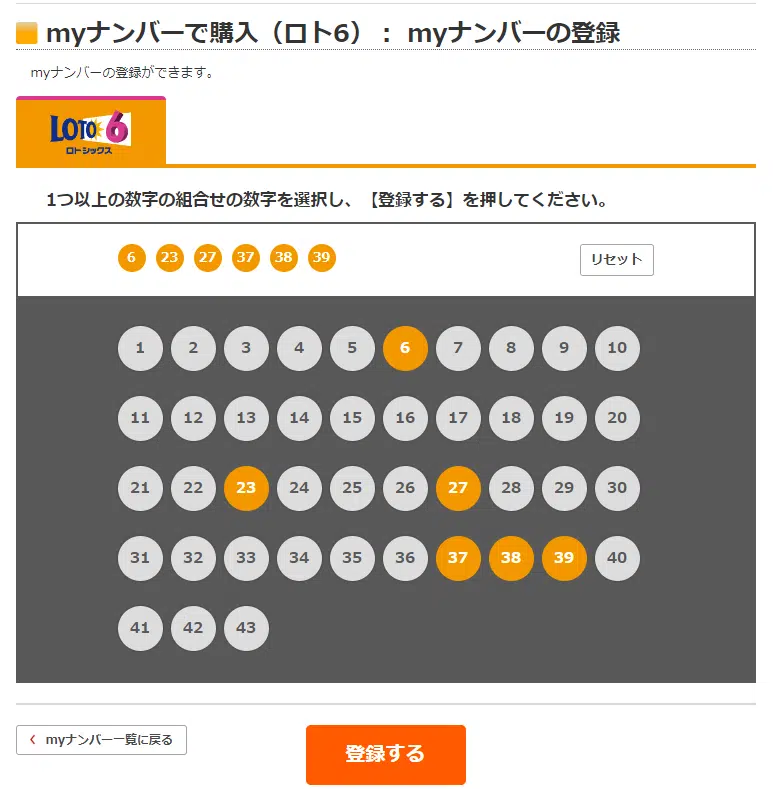 myナンバーで購入（ロト6）： myナンバーの登録
myナンバーの登録ができます。
LOTO 6
ロトシックス
1つ以上の数字の組合せの数字を選択し、【登録する】を押してください。
6 23 27 37 38 39 リセット
1 2 3 4 5 6 7 8 9 10
11 12 13 14 15 16 17 18 19 20
21 22 23 24 25 26 27 28 29 30
31 32 33 34 35 36 37 38 39 40
41 42 43
myナンバー一覧に戻る 登録する